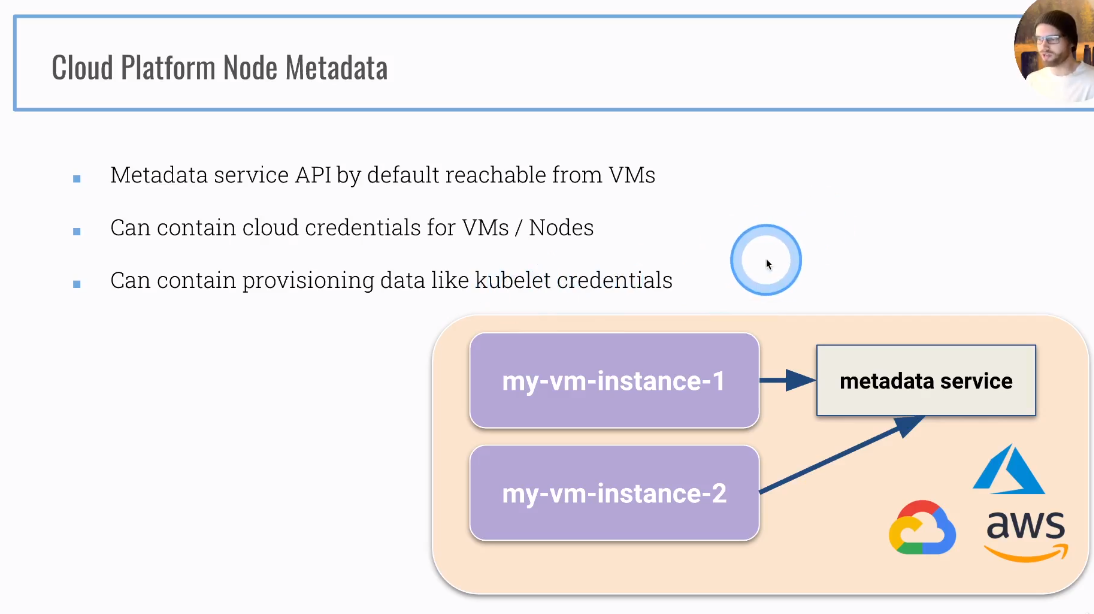 Cloud Platform Node Metadata
Metadata service API by default reachable from VMs
Can contain cloud credentials for VMs / Nodes
Can contain provisioning data like kubelet credentials
my-vm-instance-1
metadata service
my-vm-instance-2
aws